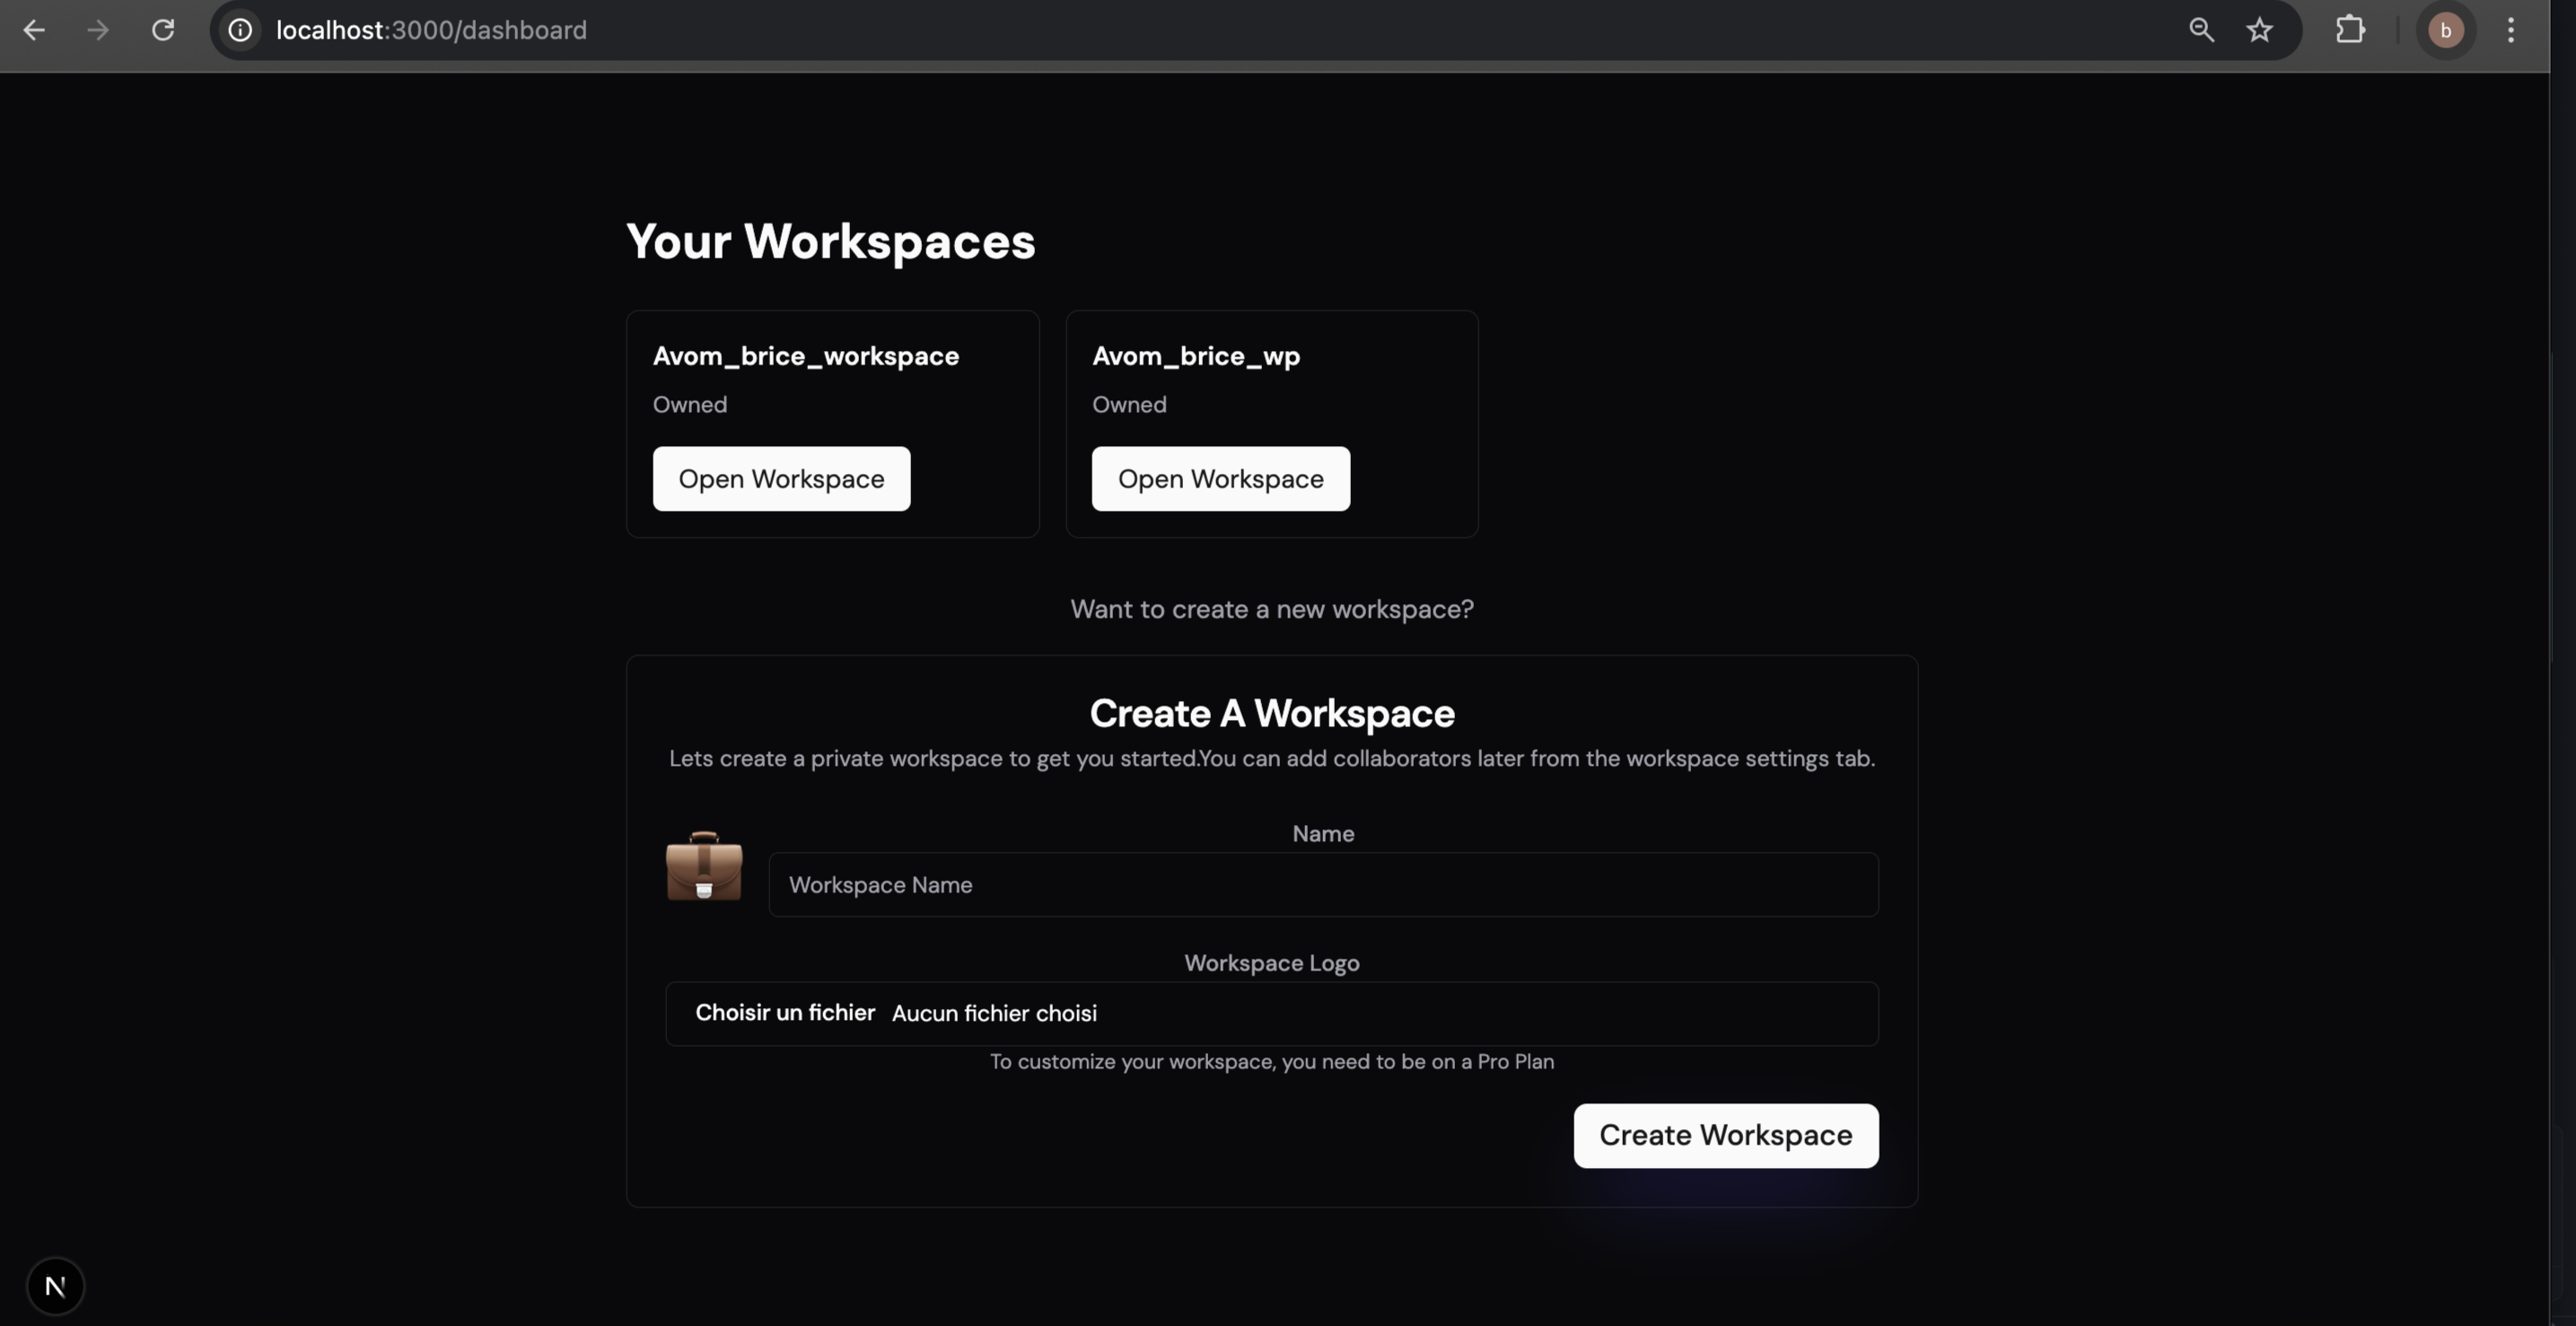 localhost:3000/dashboard
b
Your Workspaces
Avom_brice_workspace
Owned
Open Workspace
Avom_brice_wp
Owned
Open Workspace
Want to create a new workspace?
Create A Workspace
Lets create a private workspace to get you started.You can add collaborators later from the workspace settings tab.
Name
Workspace Name
Workspace Logo
Choisir un fichier Aucun fichier choisi
To customize your workspace, you need to be on a Pro Plan
Create Workspace
N